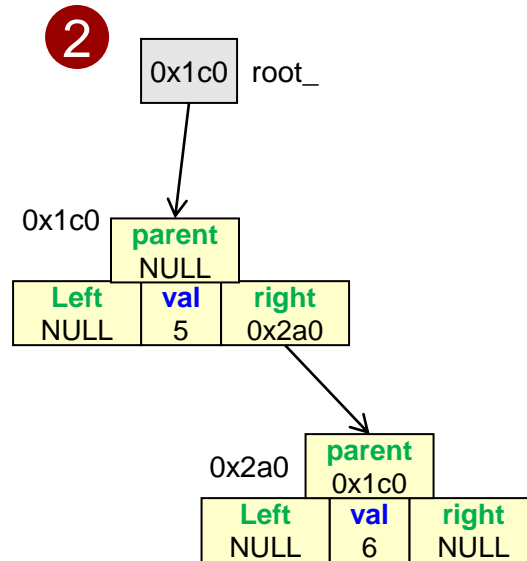 2
0x1c0 root_
0x1c0
parent
NULL
Left val right
NULL 5 0x2a0
0x2a0
parent
0x1c0
Left val right
NULL 6 NULL